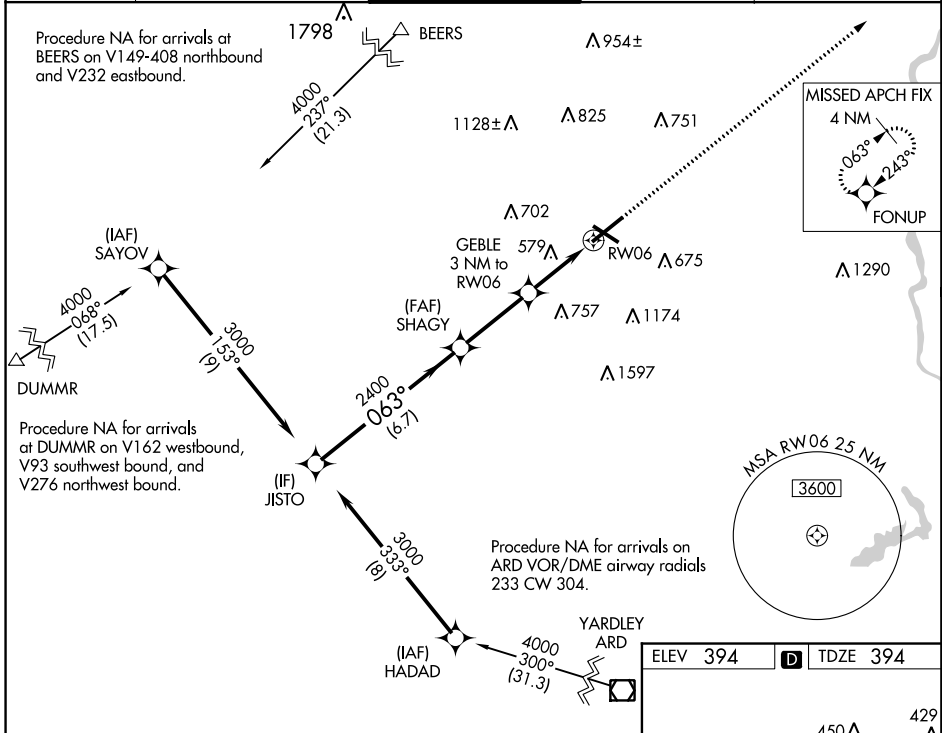 Procedure NA for arrivals at
BEERS on V149-408 northbound
and V232 eastbound.
1798
BEERS
954±
4000
237°
(21.3)
1128±
825
751
MISSED APCH FIX
4 NM
063°
243°
FONUP
702
(IAF)
SAYOV
GEBLE
3 NM to
RW06
579
RW06
675
1290
4000
068°
(17.5)
DUMMR
3000
153°
(9)
(FAF)
SHAGY
757
1174
1597
2400
063°
(6.7)
Procedure NA for arrivals
at DUMMR on V162 westbound,
V93 southwest bound, and
V276 northwest bound.
(IF)
JISTO
MSA RW06 25 NM
3600
3000
333°
(8)
Procedure NA for arrivals on
ARD VOR/DME airway radials
233 CW 304.
YARDLEY
ARD
(IAF)
HADAD
4000
300°
(31.3)
ELEV 394
D
TDZE 394
429
450